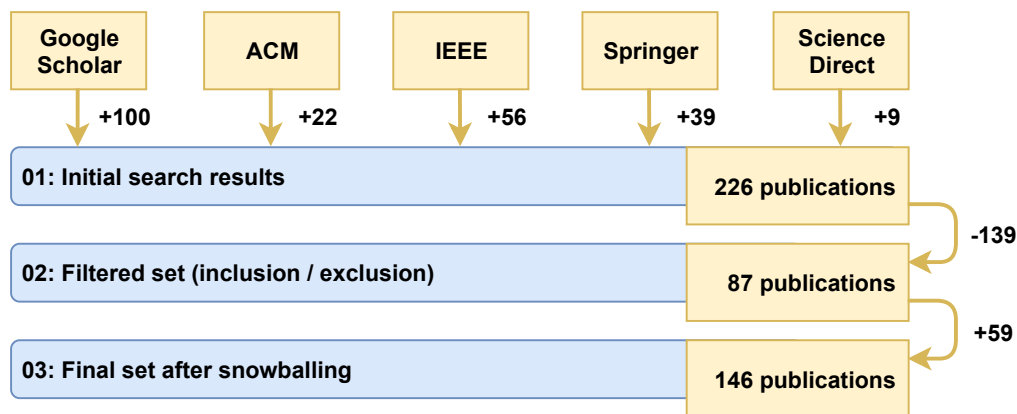 Google
Scholar
ACM
IEEE
Springer
Science
Direct
+100
+22
+56
+39
+9
01: Initial search results
226 publications
-139
02: Filtered set (inclusion / exclusion)
87 publications
+59
03: Final set after snowballing
146 publications